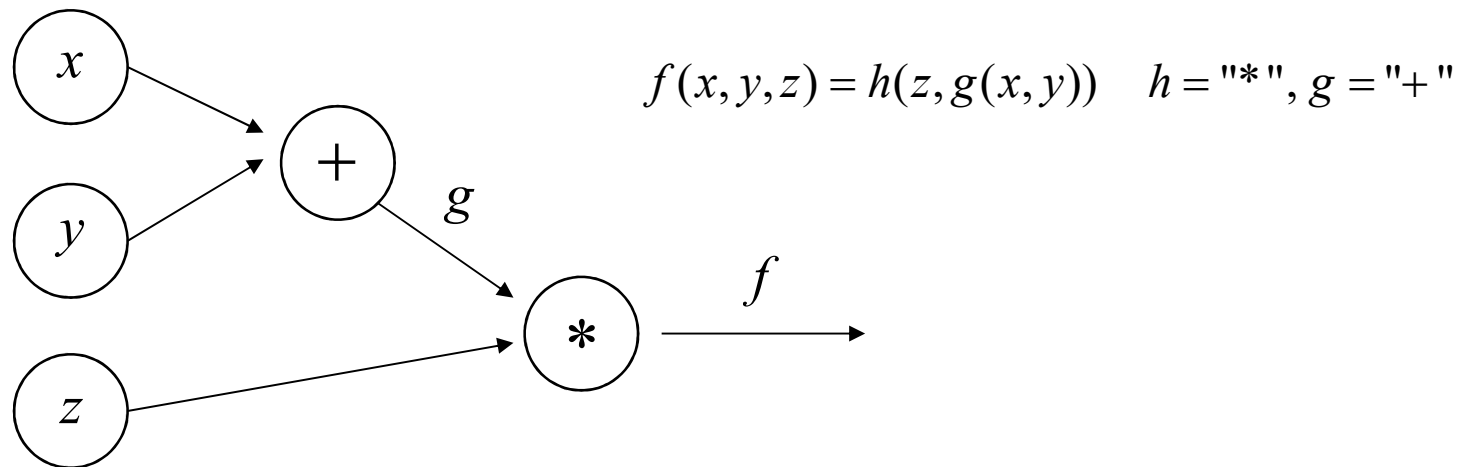 x
f(x, y, z) = h(z, g(x, y)) h = "*", g = "+"
+
g
y
f
*
z